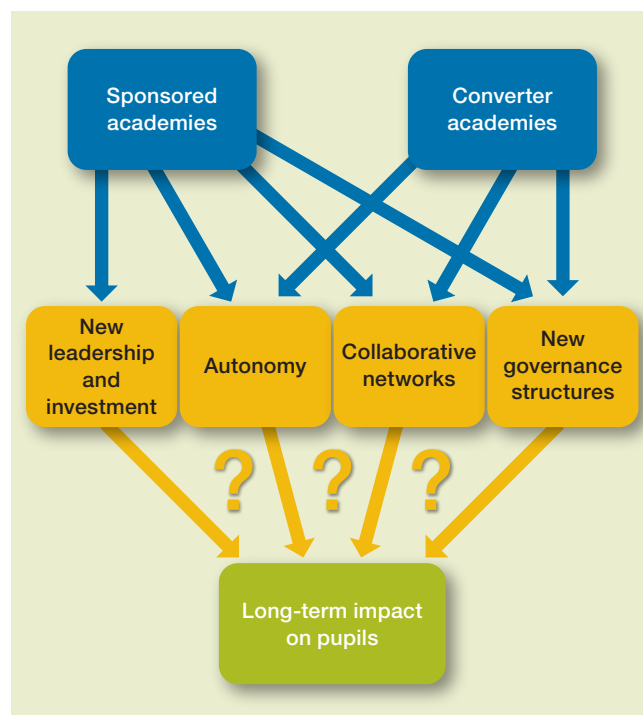 Sponsored
academies
Converter
academies
New
leadership
and
investment
Autonomy
Collaborative
networks
New
governance
structures
? ? ?
Long-term impact
on pupils